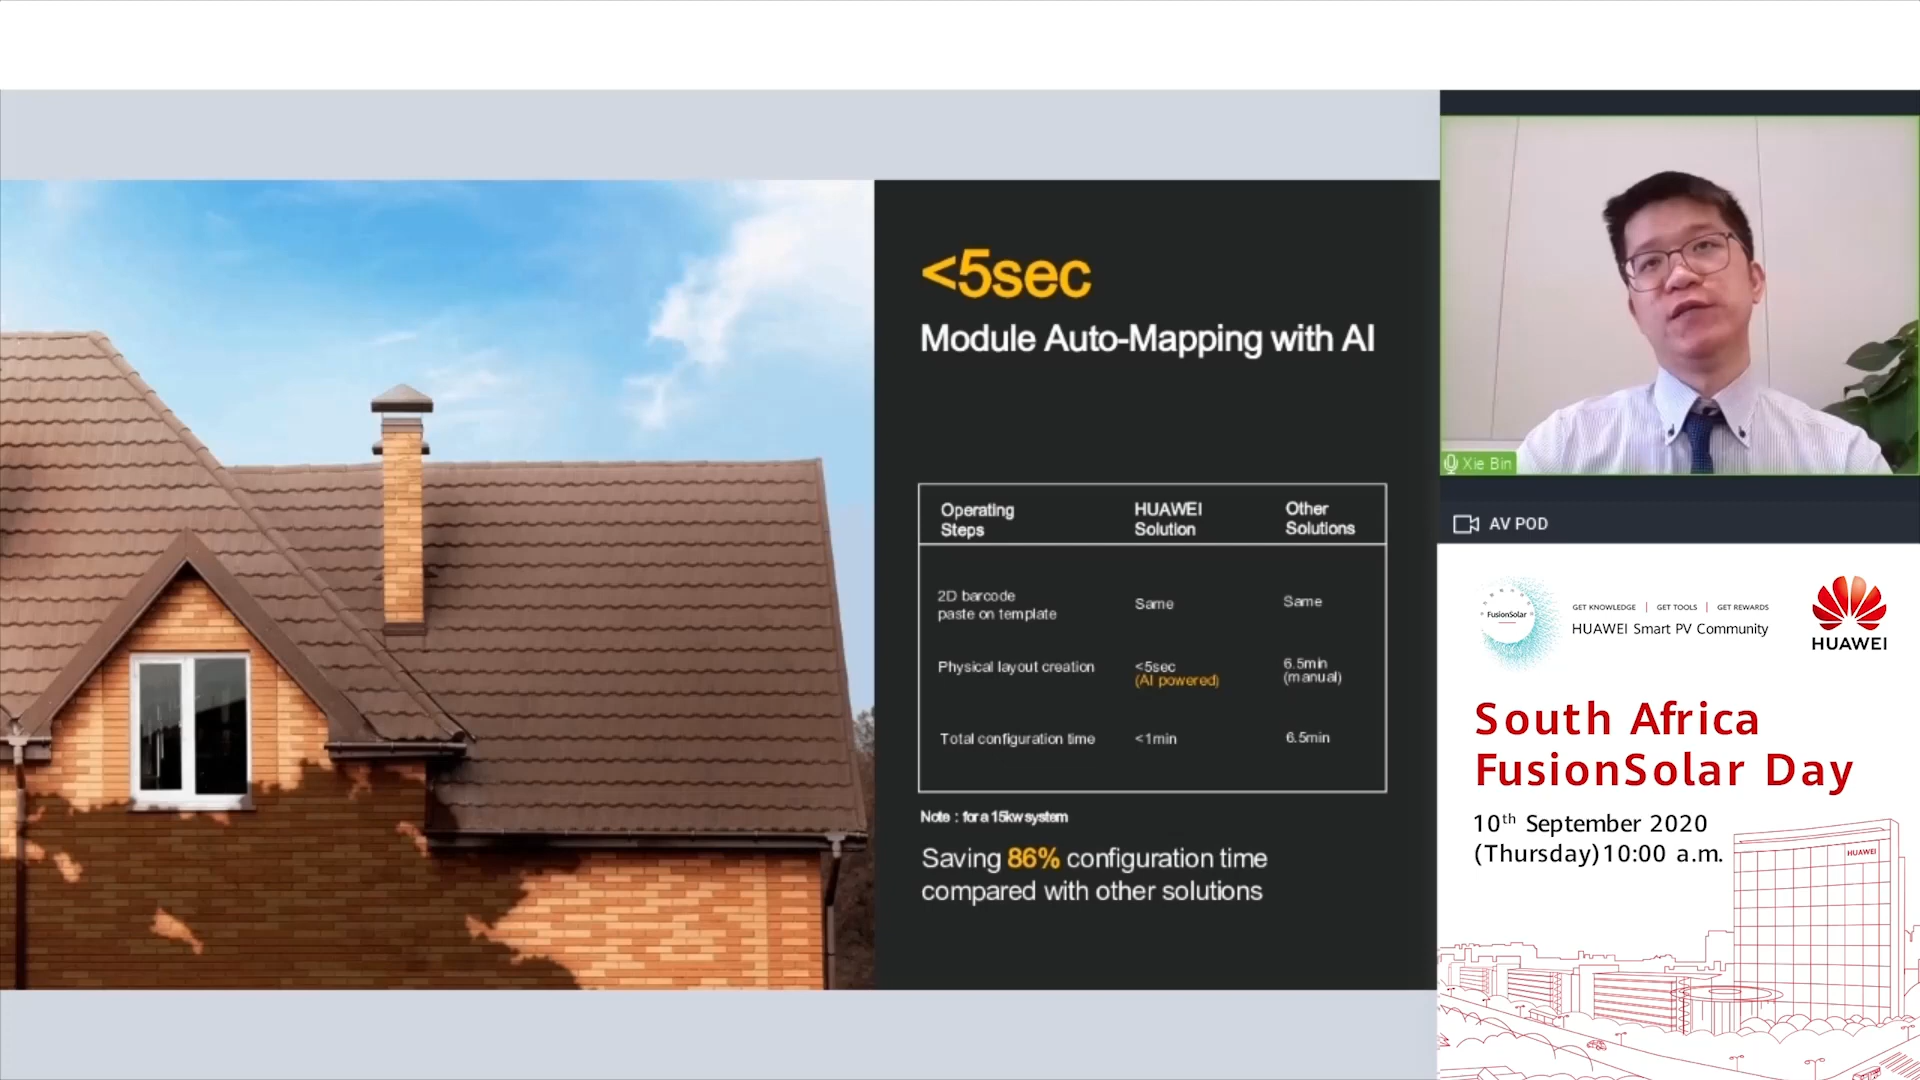 <5sec
Module Auto-Mapping with AI
Operating Steps
HUAWEI Solution
Other Solutions
2D barcode
paste on template
Same
Same
Physical layout creation
<5sec
(AI powered)
6.5min
(manual)
Total configuration time
<1min
6.5min
Note : for a 15kw system
Saving 86% configuration time
compared with other solutions
Xie Bin
AV POD
FusionSolar
GET KNOWLEDGE | GET TOOLS | GET REWARDS
HUAWEI Smart PV Community
HUAWEI
South Africa
FusionSolar Day
10th September 2020
(Thursday)10:00 a.m.
HUAWEI